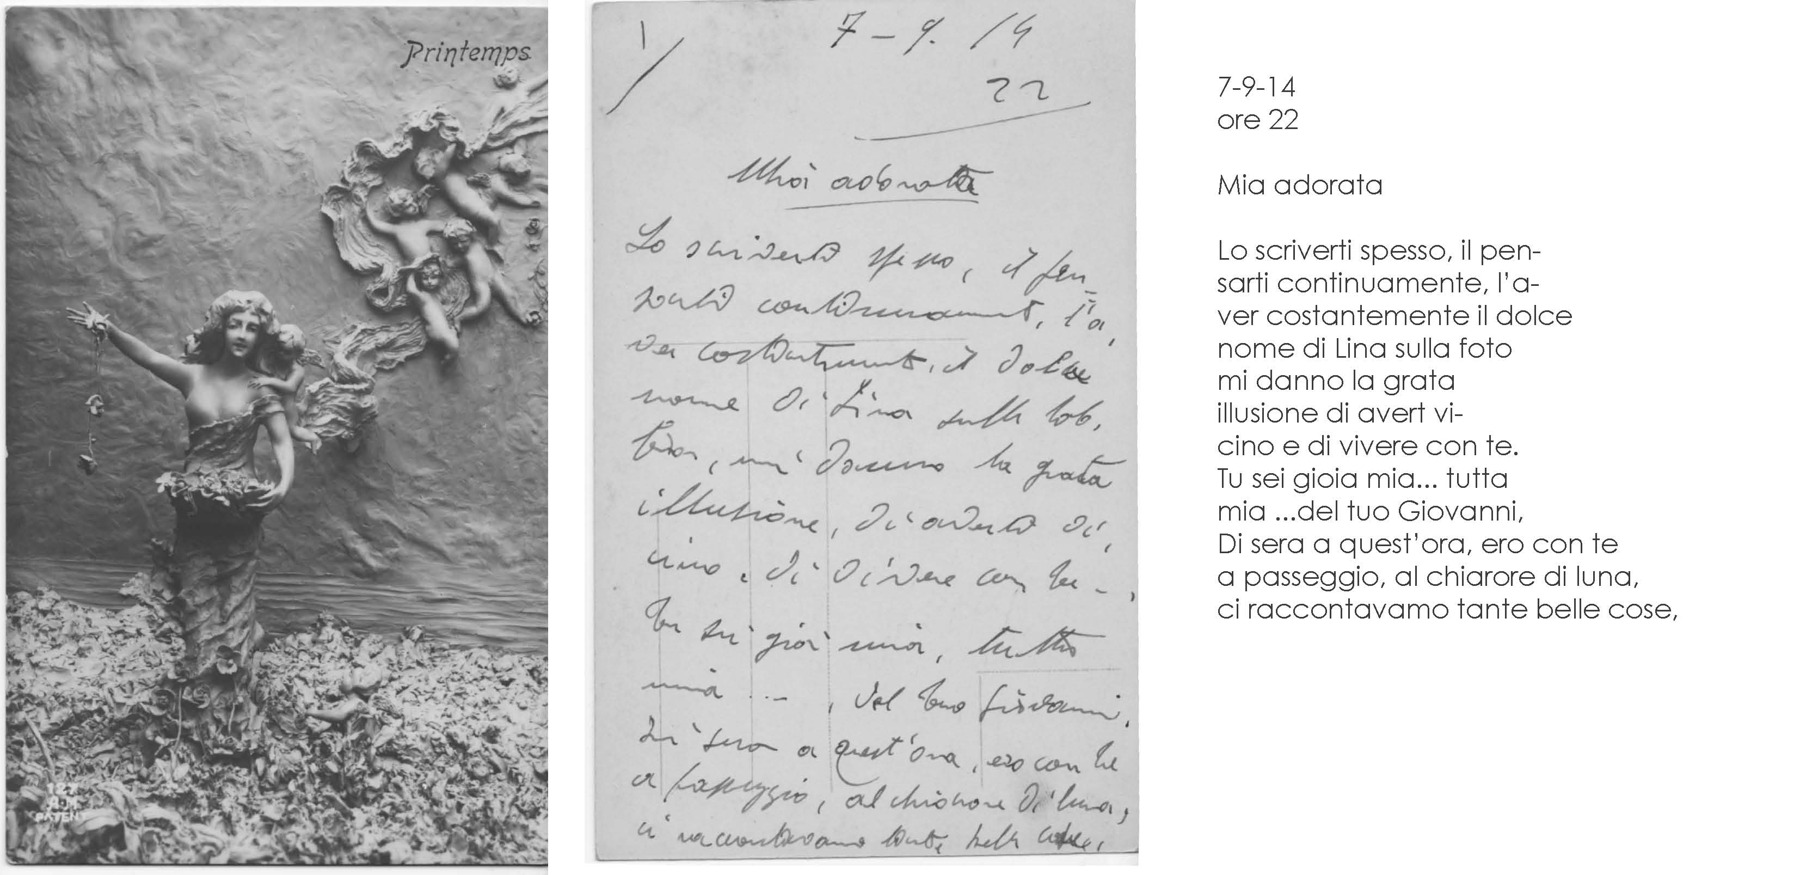 Printemps
127
PATENT
1/
7-9. 14
22
Mia adorata
Lo scriverti spesso, il pen=
sarti continuamente, l'a,
ver costantemente, il dolce
nome di Lina sulle lab,
bra, mi danno la grata
illusione, di averti vi,
cino, di vivere con te -,
Tu sei gioia mia, tutta
mia ... , del tuo Giovanni,
Di sera a quest'ora, ero con te
a passeggio, al chiarore di luna,
ci raccontavamo tante belle cose,
7-9-14
ore 22
Mia adorata
Lo scriverti spesso, il pen-
sarti continuamente, l'a-
ver costantemente il dolce
nome di Lina sulla foto
mi danno la grata
illusione di avert vi-
cino e di vivere con te.
Tu sei gioia mia... tutta
mia ...del tuo Giovanni,
Di sera a quest'ora, ero con te
a passeggio, al chiarore di luna,
ci raccontavamo tante belle cose,